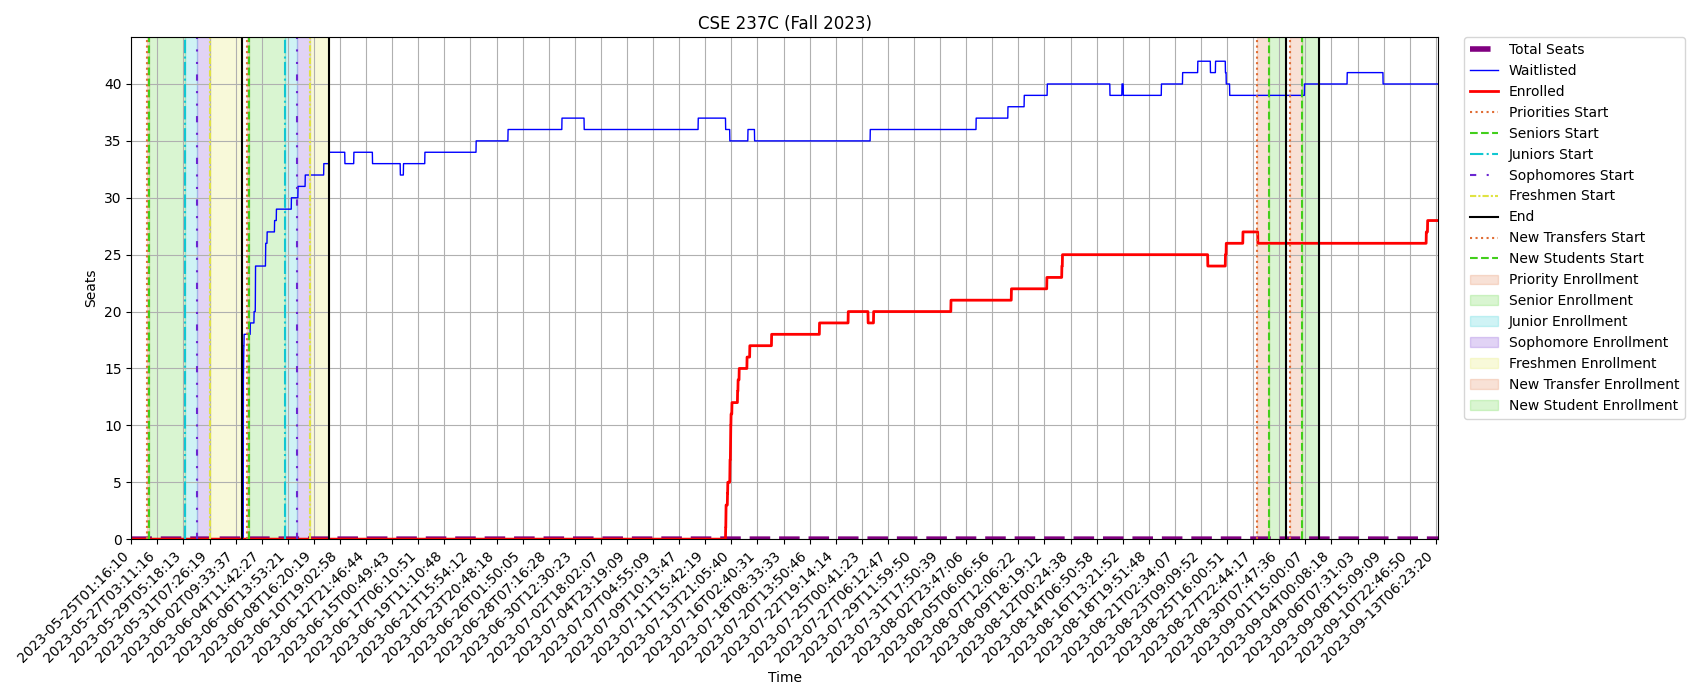 CSE 237C (Fall 2023)
Seats
40
35
30
25
20
15
10
5
0
2023-05-25T01:16:10
2023-05-27T03:11:16
2023-05-29T05:18:13
2023-05-31T07:26:19
2023-06-02T09:33:37
2023-06-04T11:42:27
2023-06-06T13:53:21
2023-06-08T16:20:19
2023-06-10T19:02:58
2023-06-12T21:46:44
2023-06-15T00:49:43
2023-06-17T06:10:51
2023-06-19T11:10:48
2023-06-21T15:54:12
2023-06-23T20:48:18
2023-06-26T01:50:05
2023-06-28T07:16:28
2023-06-30T12:30:23
2023-07-02T18:02:07
2023-07-04T23:19:09
2023-07-07T04:55:09
2023-07-09T10:13:47
2023-07-11T15:42:19
2023-07-13T21:05:40
2023-07-16T02:40:31
2023-07-18T08:33:33
2023-07-20T13:50:46
2023-07-22T19:14:14
2023-07-25T00:41:23
2023-07-27T06:12:47
2023-07-29T11:59:50
2023-07-31T17:50:39
2023-08-02T23:47:06
2023-08-05T06:06:56
2023-08-07T12:06:22
2023-08-09T18:19:12
2023-08-12T00:24:38
2023-08-14T06:50:58
2023-08-16T13:21:52
2023-08-18T19:51:48
2023-08-21T02:34:07
2023-08-23T09:09:52
2023-08-25T16:00:51
2023-08-27T22:44:17
2023-08-30T07:47:36
2023-09-01T15:00:07
2023-09-04T00:08:18
2023-09-06T07:31:03
2023-09-08T15:09:09
2023-09-10T22:46:50
2023-09-13T06:23:20
Time
Total Seats
Waitlisted
Enrolled
Priorities Start
Seniors Start
Juniors Start
Sophomores Start
Freshmen Start
End
New Transfers Start
New Students Start
Priority Enrollment
Senior Enrollment
Junior Enrollment
Sophomore Enrollment
Freshmen Enrollment
New Transfer Enrollment
New Student Enrollment